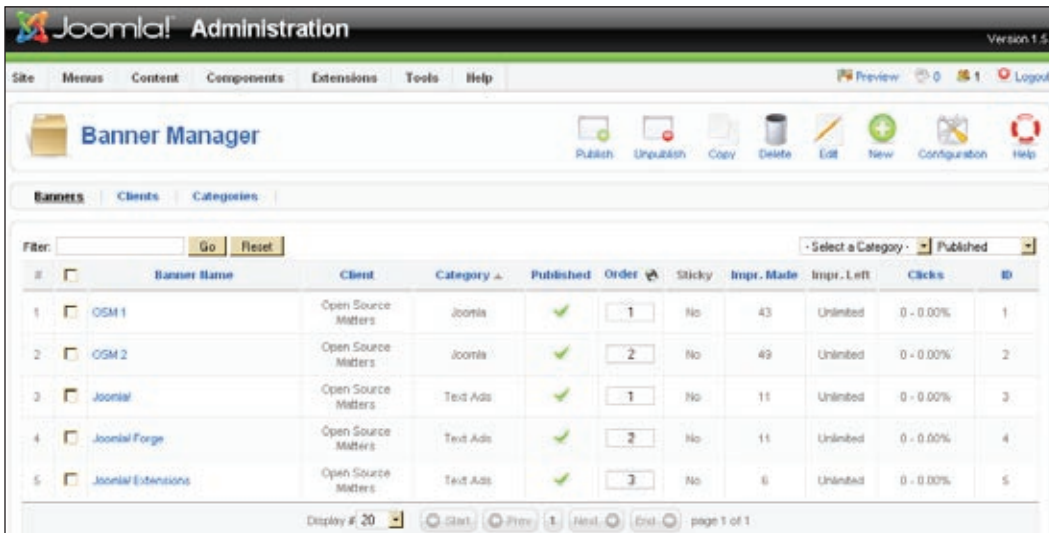 Joomla! Administration
Version 1.5
Site Menus Content Components Extensions Tools Help Preview 0 1 Logout
Banner Manager
Publish Unpublish Copy Delete Edit New Configuration Help
Banners Clients Categories
Filter: Go Reset - Select a Category - Published
# Banner Name Client Category Published Order Sticky Impr. Made Impr. Left Clicks ID
1 OSM 1 Open Source Matters Joomla 1 No 43 Unlimited 0 - 0.00% 1
2 OSM 2 Open Source Matters Joomla 2 No 49 Unlimited 0 - 0.00% 2
3 Joomla! Open Source Matters Text Ads 1 No 11 Unlimited 0 - 0.00% 3
4 Joomla! Forge Open Source Matters Text Ads 2 No 11 Unlimited 0 - 0.00% 4
5 Joomla! Extensions Open Source Matters Text Ads 3 No 6 Unlimited 0 - 0.00% 5
Display # 20 Start Prev 1 Next End page 1 of 1